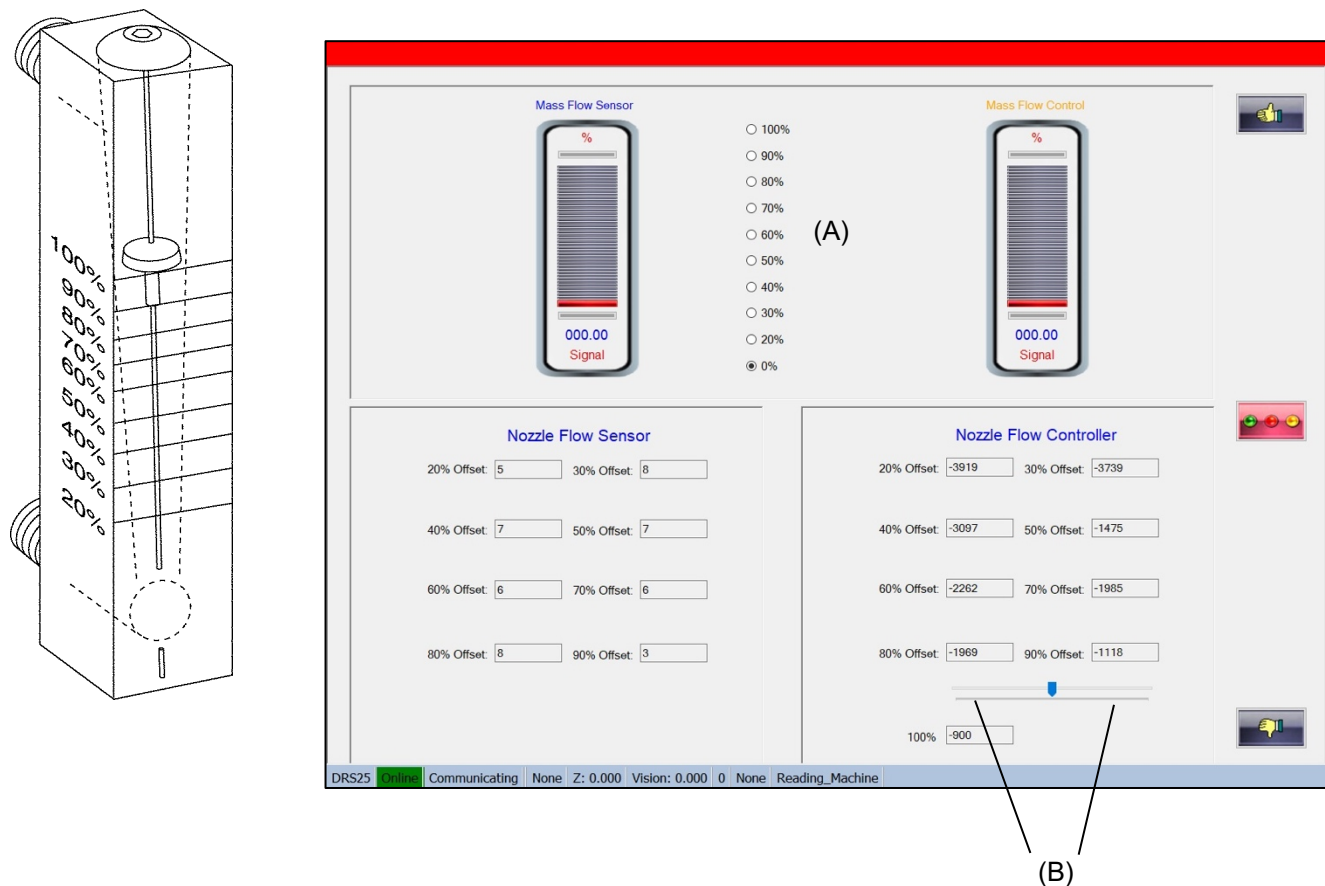 100%
90%
80%
70%
60%
50%
40%
30%
20%
Mass Flow Sensor
%
000.00
Signal
100%
90%
80%
70%
60%
50%
40%
30%
20%
0%
(A)
Mass Flow Control
%
000.00
Signal
Nozzle Flow Sensor
20% Offset: 5 30% Offset: 8
40% Offset: 7 50% Offset: 7
60% Offset: 6 70% Offset: 6
80% Offset: 8 90% Offset: 3
Nozzle Flow Controller
20% Offset: -3919 30% Offset: -3739
40% Offset: -3097 50% Offset: -1475
60% Offset: -2262 70% Offset: -1985
80% Offset: -1969 90% Offset: -1118
100% -900
DRS25 Online Communicating None Z: 0.000 Vision: 0.000 0 None Reading_Machine
(B)